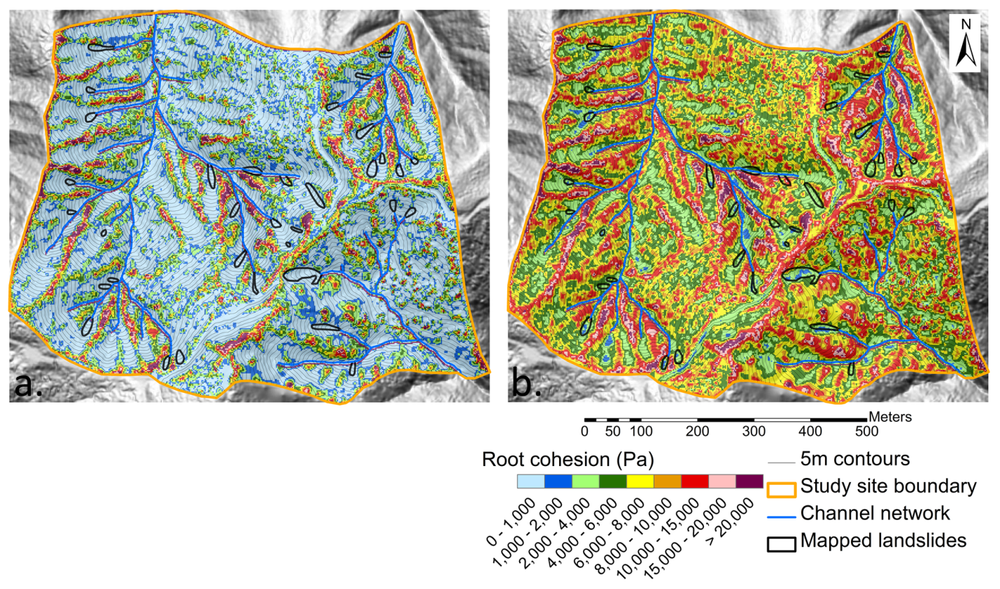 N
a.
b.
Meters
0 50 100 200 300 400 500
Root cohesion (Pa)
0 - 1,000
1,000 - 2,000
2,000 - 4,000
4,000 - 6,000
6,000 - 8,000
8,000 - 10,000
10,000 - 15,000
15,000 - 20,000
> 20,000
5m contours
Study site boundary
Channel network
Mapped landslides